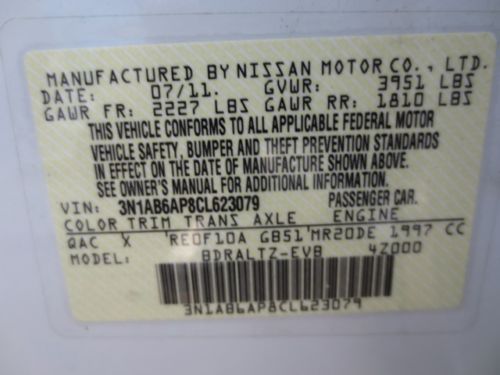 MANUFACTURED BY NISSAN MOTOR CO., LTD.
DATE: 07/11. GVWR: 3951 LBS
GAWR FR: 2227 LBS GAWR RR: 1810 LBS
THIS VEHICLE CONFORMS TO ALL APPLICABLE FEDERAL MOTOR
VEHICLE SAFETY, BUMPER AND THEFT PREVENTION STANDARDS
IN EFFECT ON THE DATE OF MANUFACTURE SHOWN ABOVE.
SEE OWNER'S MANUAL FOR ADDITIONAL INFORMATION.
VIN: 3N1AB6AP8CL623079 PASSENGER CAR.
COLOR TRIM TRANS AXLE ENGINE
QAC X 'RE0F10A GB51'MR20DE 1997 CC
MODEL: BDRALTZ-EVB 4Z000
3N1AB6AP8CL623079